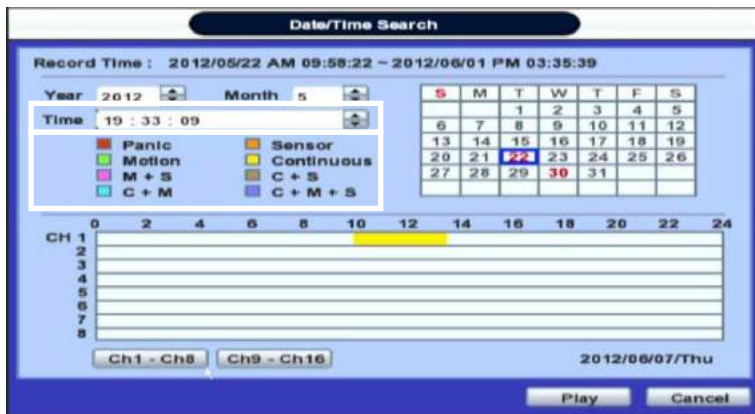 Date/Time Search
Record Time : 2012/05/22 AM 09:58:22 ~ 2012/06/01 PM 03:35:39
Year 2012 Month 5
Time 19 : 33 : 09
Panic Sensor
Motion Continuous
M + S C + S
C + M C + M + S
S M T W T F S
1 2 3 4 5
6 7 8 9 10 11 12
13 14 15 16 17 18 19
20 21 22 23 24 25 26
27 28 29 30 31
0 2 4 6 8 10 12 14 16 18 20 22 24
CH 1
2
3
4
5
6
7
8
Ch1 - Ch8 Ch9 - Ch16 2012/06/07/Thu
Play Cancel